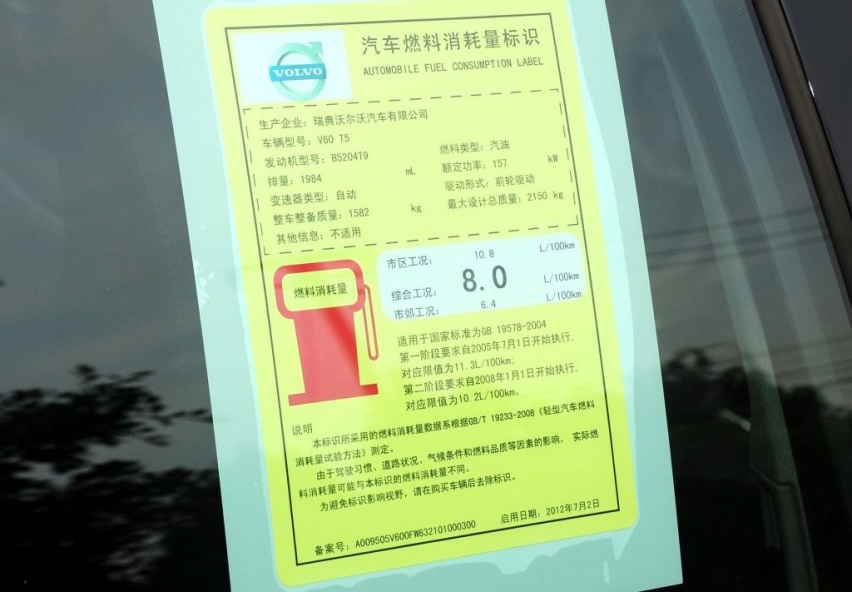 VOLVO
汽车燃料消耗量标识
AUTOMOBILE FUEL CONSUMPTION LABEL
生产企业：瑞典沃尔沃汽车有限公司
车辆型号：V60 T5
发动机型号：B5204T9 燃料类型：汽油
排量：1984 mL 额定功率：157 kW
变速器类型：自动 驱动形式：前轮驱动
整车整备质量：1582 kg 最大设计总质量：2150 kg
其他信息：不适用
燃料消耗量
市区工况： 10.8 L/100km
综合工况： 8.0 L/100km
市郊工况： 6.4 L/100km
适用于国家标准为GB 19578-2004
第一阶段要求自2005年7月1日开始执行，
对应限值为11.3L/100km；
第二阶段要求自2008年1月1日开始执行，
对应限值为10.2L/100km。
说明
本标识所采用的燃料消耗量数据系根据GB/T 19233-2008《轻型汽车燃料
消耗量试验方法》测定。
由于驾驶习惯、道路状况、气候条件和燃料品质等因素的影响，实际燃
料消耗量可能与本标识的燃料消耗量不同。
为避免标识影响视野，请在购买车辆后去除标识。
备案号：A009505V600FW632101000300 启用日期：2012年7月2日